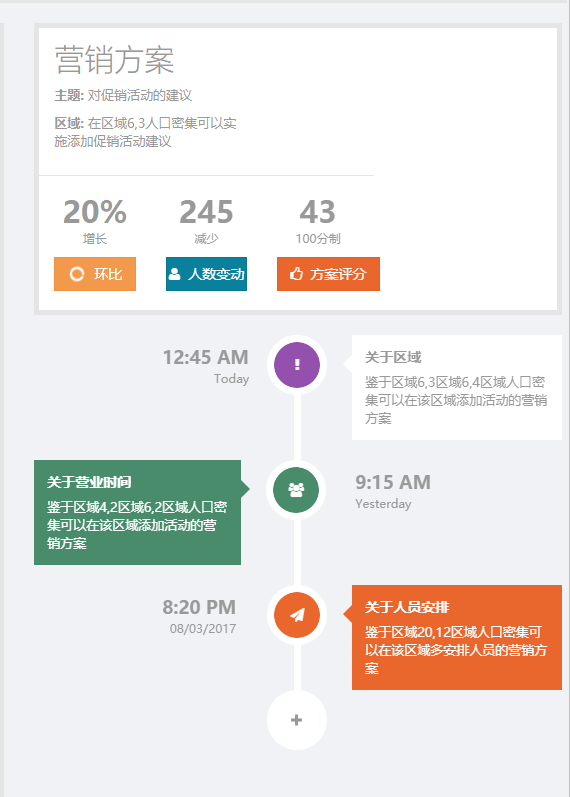 营销方案
主题: 对促销活动的建议
区域: 在区域6,3人口密集可以实
施添加促销活动建议
20%
245
43
增长
减少
100分制
环比
人数变动
方案评分
12:45 AM
Today
关于区域
鉴于区域6,3区域6,4区域人口密
集可以在该区域添加活动的营销
方案
关于营业时间
鉴于区域4,2区域6,2区域人口密
集可以在该区域添加活动的营
销方案
9:15 AM
Yesterday
8:20 PM
08/03/2017
关于人员安排
鉴于区域20,12区域人口密集可
以在该区域多安排人员的营销方
案